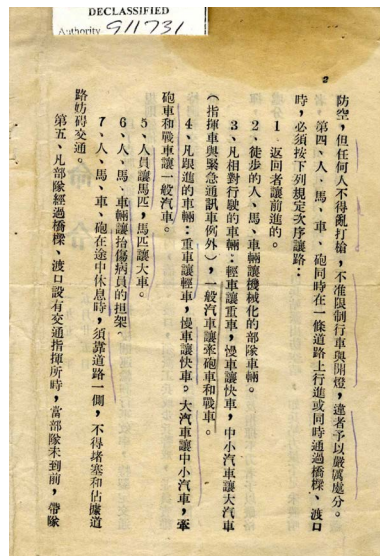 DECLASSIFIED
Authority 911731
2
防空，但任何人不得亂打槍，不准限制行車與開燈，違者予以嚴厲處分。
第四、人、馬、車、砲同時在一條道路上行進或同時通過橋樑、渡口
時，必須按下列規定次序讓路：
1 返回者讓前進的。
2、徒步的人、馬、車輛讓機械化的部隊車輛。
3、凡相對行駛的車輛：輕車讓重車，慢車讓快車，中小汽車讓大汽車
（指揮車與緊急通訊車例外），一般汽車讓牽砲車和戰車。
4、凡跟進的車輛：重車讓輕車，慢車讓快車。大汽車讓中小汽車，牽
砲車和戰車讓一般汽車。
5、人員讓馬匹，馬匹讓大車。
6、人、馬、車輛讓抬傷病員的担架。
7、人、馬、車、砲在途中休息時，須靠道路一側，不得堵塞和佔據道
路妨碍交通。
第五、凡部隊經過橋樑、渡口設有交通指揮所時，當部隊未到前，帶隊